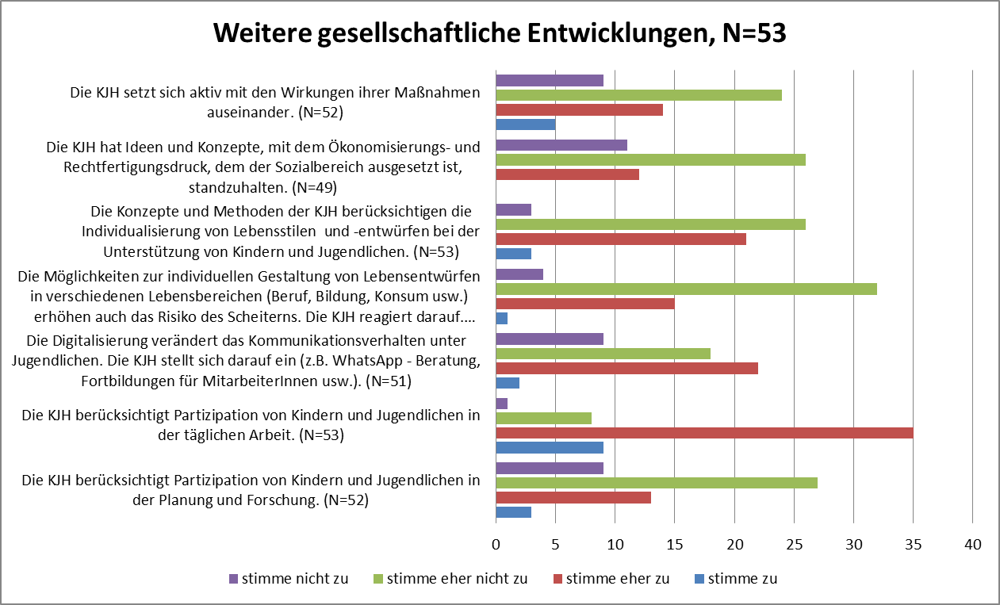 Weitere gesellschaftliche Entwicklungen, N=53
Die KJH setzt sich aktiv mit den Wirkungen ihrer Maßnahmen
auseinander. (N=52)
Die KJH hat Ideen und Konzepte, mit dem Ökonomisierungs- und
Rechtfertigungsdruck, dem der Sozialbereich ausgesetzt ist,
standzuhalten. (N=49)
Die Konzepte und Methoden der KJH berücksichtigen die
Individualisierung von Lebensstilen und -entwürfen bei der
Unterstützung von Kindern und Jugendlichen. (N=53)
Die Möglichkeiten zur individuellen Gestaltung von Lebensentwürfen
in verschiedenen Lebensbereichen (Beruf, Bildung, Konsum usw.)
erhöhen auch das Risiko des Scheiterns. Die KJH reagiert darauf....
Die Digitalisierung verändert das Kommunikationsverhalten unter
Jugendlichen. Die KJH stellt sich darauf ein (z.B. WhatsApp - Beratung,
Fortbildungen für MitarbeiterInnen usw.). (N=51)
Die KJH berücksichtigt Partizipation von Kindern und Jugendlichen in
der täglichen Arbeit. (N=53)
Die KJH berücksichtigt Partizipation von Kindern und Jugendlichen in
der Planung und Forschung. (N=52)
0 5 10 15 20 25 30 35 40
stimme nicht zu stimme eher nicht zu stimme eher zu stimme zu